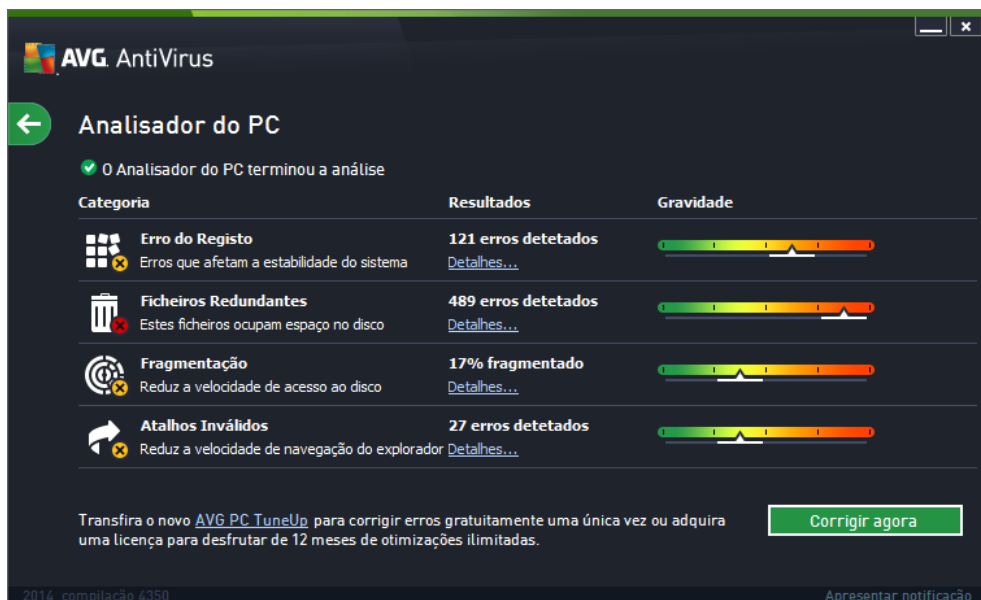 AVG. AntiVirus
Analisador do PC
O Analisador do PC terminou a análise
Categoria Resultados Gravidade
Erro do Registo 121 erros detetados
Erros que afetam a estabilidade do sistema Detalhes...
Ficheiros Redundantes 489 erros detetados
Estes ficheiros ocupam espaço no disco Detalhes...
Fragmentação 17% fragmentado
Reduz a velocidade de acesso ao disco Detalhes...
Atalhos Inválidos 27 erros detetados
Reduz a velocidade de navegação do explorador Detalhes...
Transfira o novo AVG PC TuneUp para corrigir erros gratuitamente uma única vez ou adquira
uma licença para desfrutar de 12 meses de otimizações ilimitadas.
Corrigir agora
2014 compilação 4350 Apresentar notificação